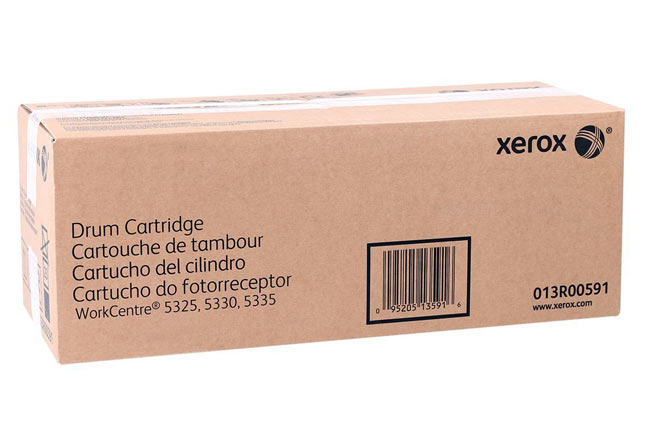 xerox
Drum Cartridge
Cartouche de tambour
Cartucho del cilindro
Cartucho do fotorreceptor
WorkCentre® 5325, 5330, 5335
0 95205 13591 6
013R00591
www.xerox.com